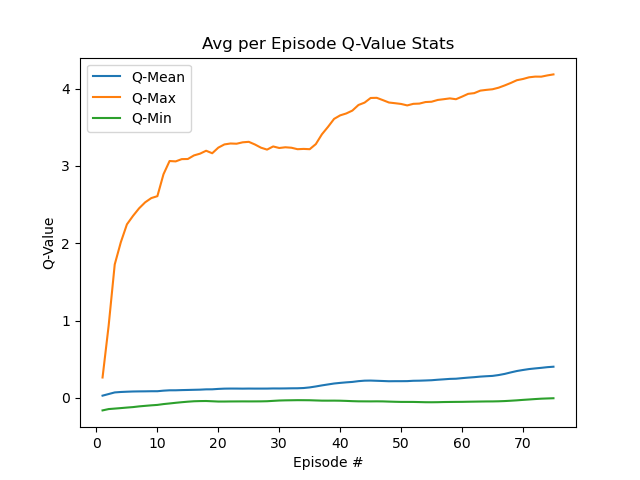 Avg per Episode Q-Value Stats
Q-Mean
Q-Max
Q-Min
4
3
2
1
0
Q-Value
0 10 20 30 40 50 60 70
Episode #